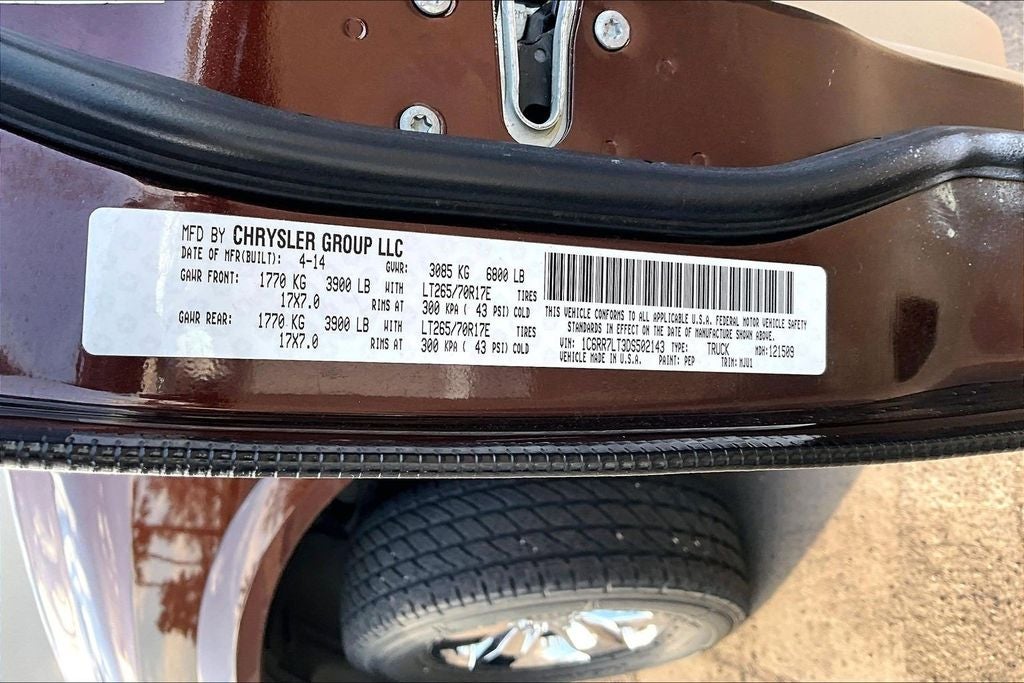 MFD BY CHRYSLER GROUP LLC
DATE OF MFR(BUILT): 4-14 GVWR: 3085 KG 6800 LB
GAWR FRONT: 1770 KG 3900 LB WITH LT265/70R17E TIRES
17X7.0 RIMS AT 300 KPA ( 43 PSI) COLD
GAWR REAR: 1770 KG 3900 LB WITH LT265/70R17E TIRES
17X7.0 RIMS AT 300 KPA ( 43 PSI) COLD
THIS VEHICLE CONFORMS TO ALL APPLICABLE U.S.A. FEDERAL MOTOR VEHICLE SAFETY
STANDARDS IN EFFECT ON THE DATE OF MANUFACTURE SHOWN ABOVE.
VIN: 1C6RR7LT3DS502143 TYPE: TRUCK MDH:121509
VEHICLE MADE IN U.S.A. PAINT: PEP TRIM: MJU1